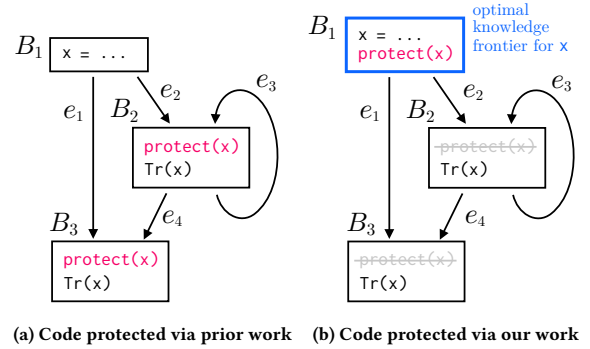 B1
x = ...
e1
e2
e3
B2
protect(x)
Tr(x)
e4
B3
protect(x)
Tr(x)
(a) Code protected via prior work
B1
x = ...
protect(x)
optimal
knowledge
frontier for x
e1
e2
e3
B2
protect(x)
Tr(x)
e4
B3
protect(x)
Tr(x)
(b) Code protected via our work